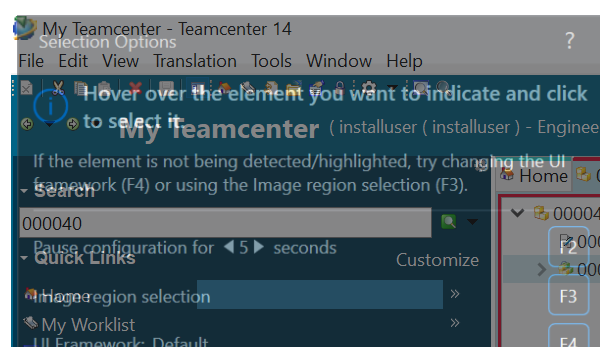 My Teamcenter - Teamcenter 14
Selection Options ?
File Edit View Translation Tools Window Help
Hover over the element you want to indicate and click
to select it.
My Teamcenter ( installuser ( installuser ) - Enginee
If the element is not being detected/highlighted, try changing the UI
framework (F4) or using the Image region selection (F3).
Home
Search
000040
00004
Pause configuration for 5 seconds
F2
Quick Links
Customize
Home
Image region selection
F3
My Worklist
UI Framework: Default
F4